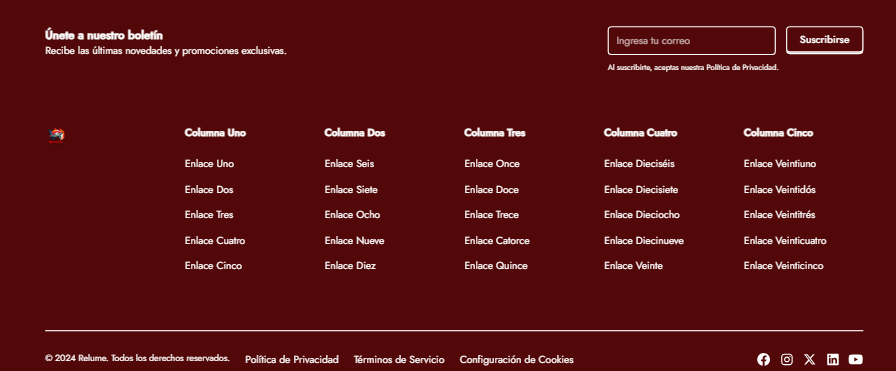 Únete a nuestro boletín
Recibe las últimas novedades y promociones exclusivas.
Ingresa tu correo
Suscribirse
Al suscribirte, aceptas nuestra Política de Privacidad.
Columna Uno
Enlace Uno
Enlace Dos
Enlace Tres
Enlace Cuatro
Enlace Cinco
Columna Dos
Enlace Seis
Enlace Siete
Enlace Ocho
Enlace Nueve
Enlace Diez
Columna Tres
Enlace Once
Enlace Doce
Enlace Trece
Enlace Catorce
Enlace Quince
Columna Cuatro
Enlace Dieciséis
Enlace Diecisiete
Enlace Dieciocho
Enlace Diecinueve
Enlace Veinte
Columna Cinco
Enlace Veintiuno
Enlace Veintidós
Enlace Veintitrés
Enlace Veinticuatro
Enlace Veinticinco
© 2024 Relume. Todos los derechos reservados.
Política de Privacidad
Términos de Servicio
Configuración de Cookies